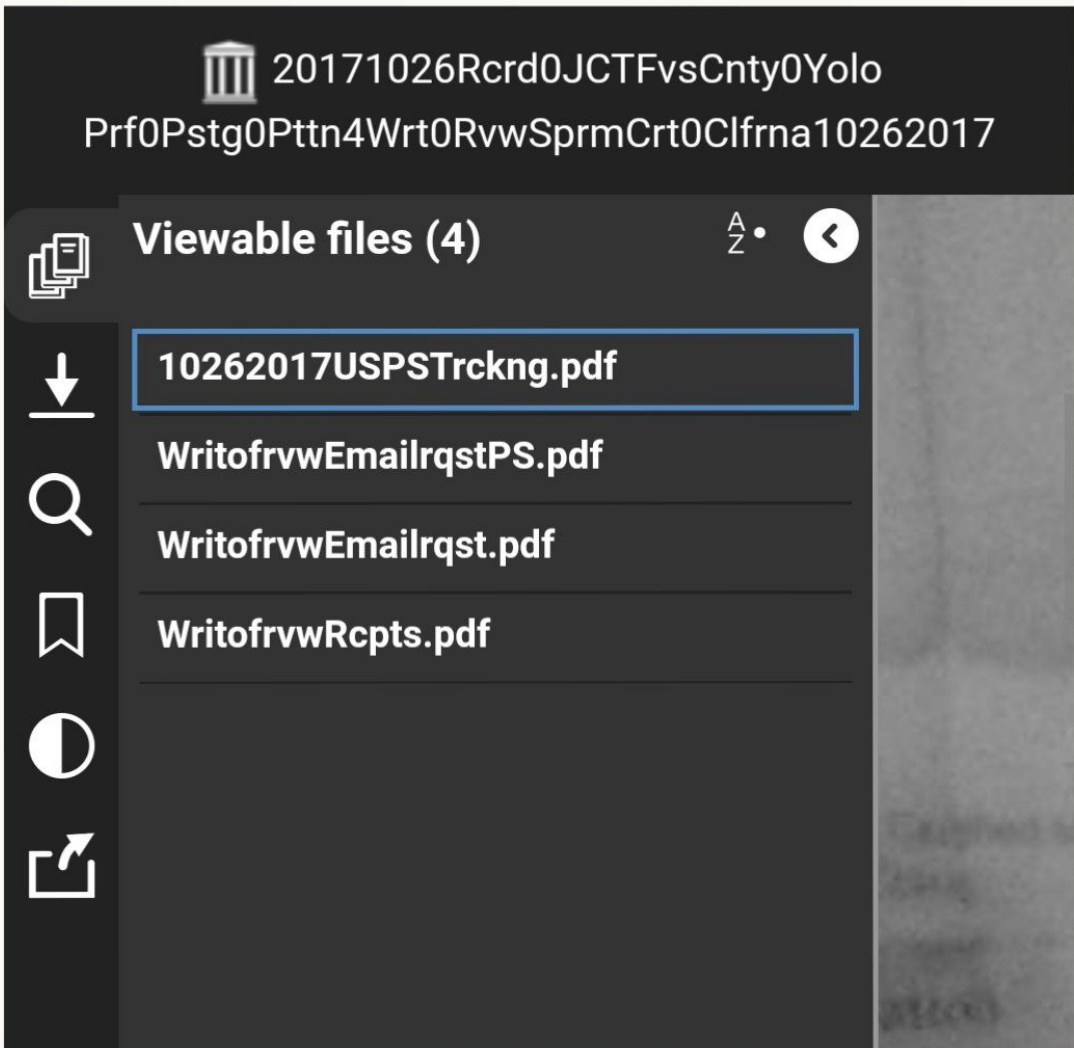 20171026Rcrd0JCTFvsCnty0Yolo
Prf0Pstg0Pttn4Wrt0RvwSprmCrt0Clfrna10262017
Viewable files (4)
A
Z
10262017USPSTrckng.pdf
WritofrvwEmailrqstPS.pdf
WritofrvwEmailrqst.pdf
WritofrvwRcpts.pdf